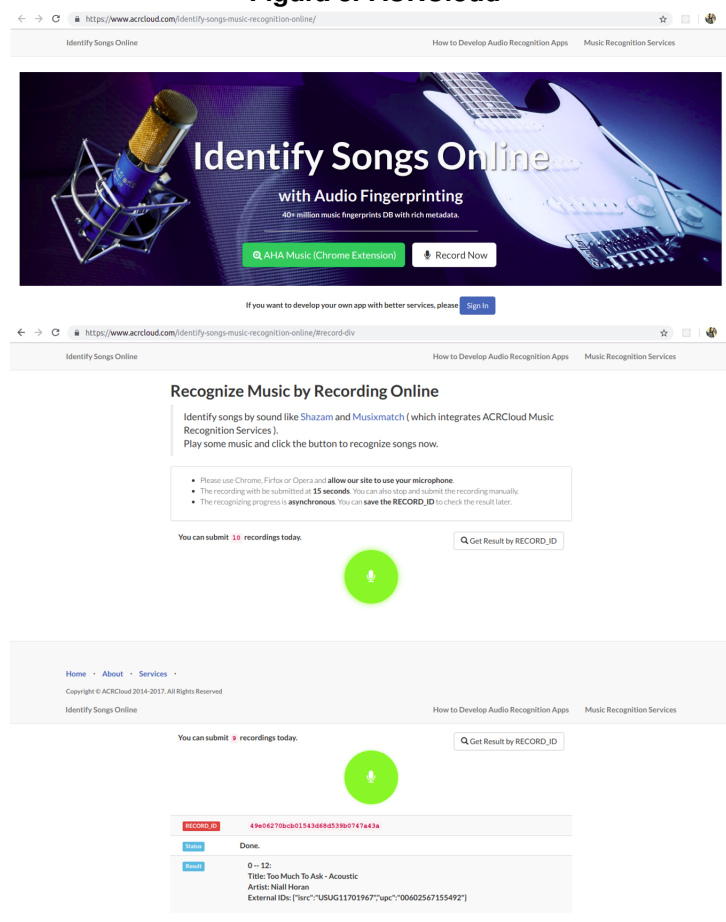 https://www.acrcloud.com/identify-songs-music-recognition-online/
Identify Songs Online
How to Develop Audio Recognition Apps
Music Recognition Services
Identify Songs Online
with Audio Fingerprinting
40+ million music fingerprints DB with rich metadata.
AHA Music (Chrome Extension)
Record Now
If you want to develop your own app with better services, please Sign In
https://www.acrcloud.com/identify-songs-music-recognition-online/#record-div
Identify Songs Online
How to Develop Audio Recognition Apps
Music Recognition Services
Recognize Music by Recording Online
Identify songs by sound like Shazam and Musixmatch ( which integrates ACRCloud Music
Recognition Services ).
Play some music and click the button to recognize songs now.
Please use Chrome, Firfox or Opera and allow our site to use your microphone.
The recording with be submitted at 15 seconds. You can also stop and submit the recording manually.
The recognizing progress is asynchronous. You can save the RECORD_ID to check the result later.
You can submit 10 recordings today.
Get Result by RECORD_ID
Home · About · Services ·
Copyright © ACRCloud 2014-2017. All Rights Reserved
Identify Songs Online
How to Develop Audio Recognition Apps
Music Recognition Services
You can submit 9 recordings today.
Get Result by RECORD_ID
RECORD_ID 49e06270bcb01543d68d539b0747a43a
Status Done.
Result 0 -- 12:
Title: Too Much To Ask - Acoustic
Artist: Niall Horan
External IDs: {"isrc":"USUG11701967","upc":"00602567155492"}